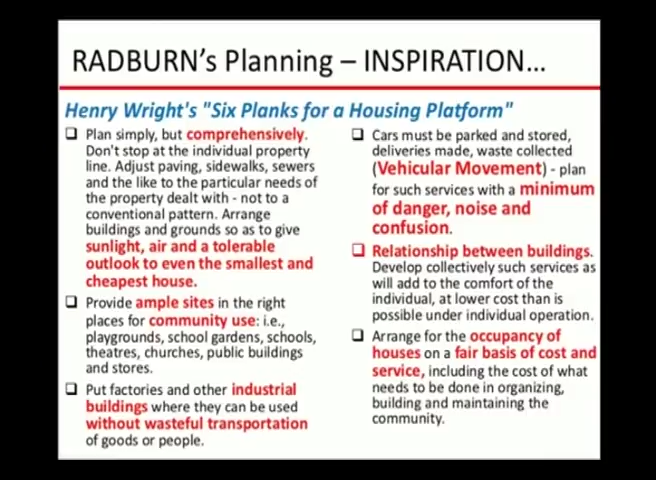 RADBURN's Planning – INSPIRATION...
Henry Wright's "Six Planks for a Housing Platform"
Plan simply, but comprehensively.
Don't stop at the individual property
line. Adjust paving, sidewalks, sewers
and the like to the particular needs of
the property dealt with - not to a
conventional pattern. Arrange
buildings and grounds so as to give
sunlight, air and a tolerable
outlook to even the smallest and
cheapest house.
Provide ample sites in the right
places for community use: i.e.,
playgrounds, school gardens, schools,
theatres, churches, public buildings
and stores.
Put factories and other industrial
buildings where they can be used
without wasteful transportation
of goods or people.
Cars must be parked and stored,
deliveries made, waste collected
(Vehicular Movement) - plan
for such services with a minimum
of danger, noise and
confusion.
Relationship between buildings.
Develop collectively such services as
will add to the comfort of the
individual, at lower cost than is
possible under individual operation.
Arrange for the occupancy of
houses on a fair basis of cost and
service, including the cost of what
needs to be done in organizing,
building and maintaining the
community.